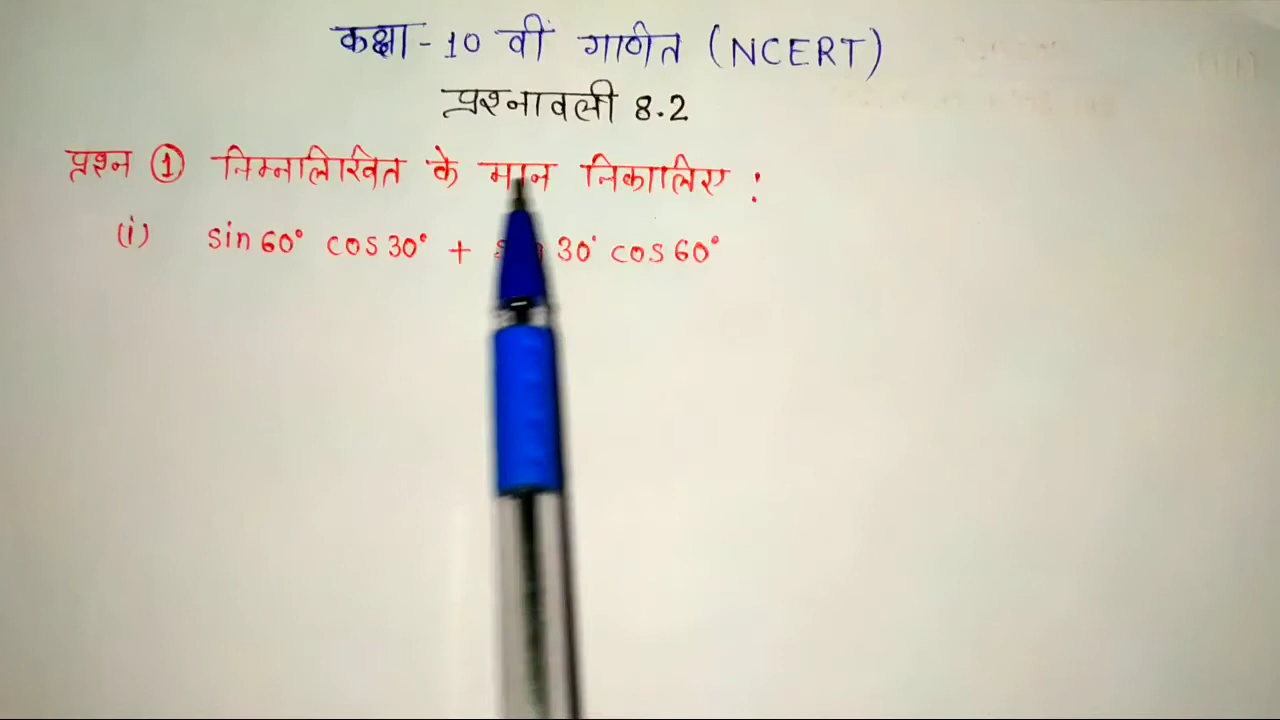 कक्षा - 10 वीं गणित (NCERT)
प्रश्नावली 8.2
प्रश्न ① निम्नलिखित के मान निकालिए :
(i) sin 60° cos 30° + 30° cos 60°